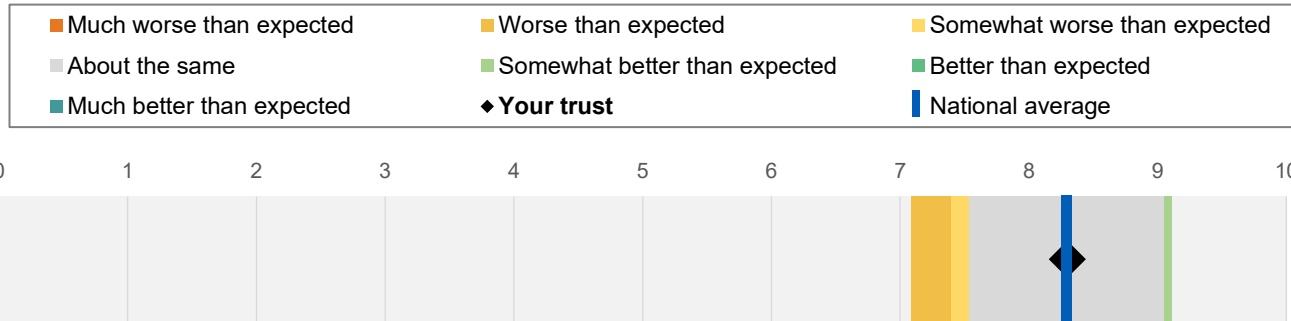 Much worse than expected Worse than expected Somewhat worse than expected
About the same Somewhat better than expected Better than expected
Much better than expected Your trust National average
0 1 2 3 4 5 6 7 8 9 10